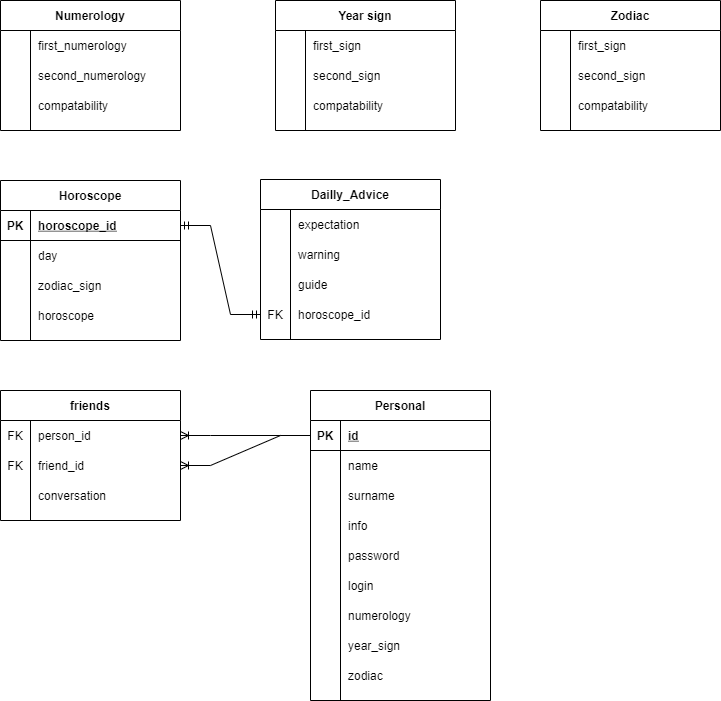 Numerology
first_numerology
second_numerology
compatability
Year sign
first_sign
second_sign
compatability
Zodiac
first_sign
second_sign
compatability
Horoscope
PK horoscope_id
day
zodiac_sign
horoscope
Dailly_Advice
expectation
warning
guide
FK horoscope_id
friends
FK person_id
FK friend_id
conversation
Personal
PK id
name
surname
info
password
login
numerology
year_sign
zodiac